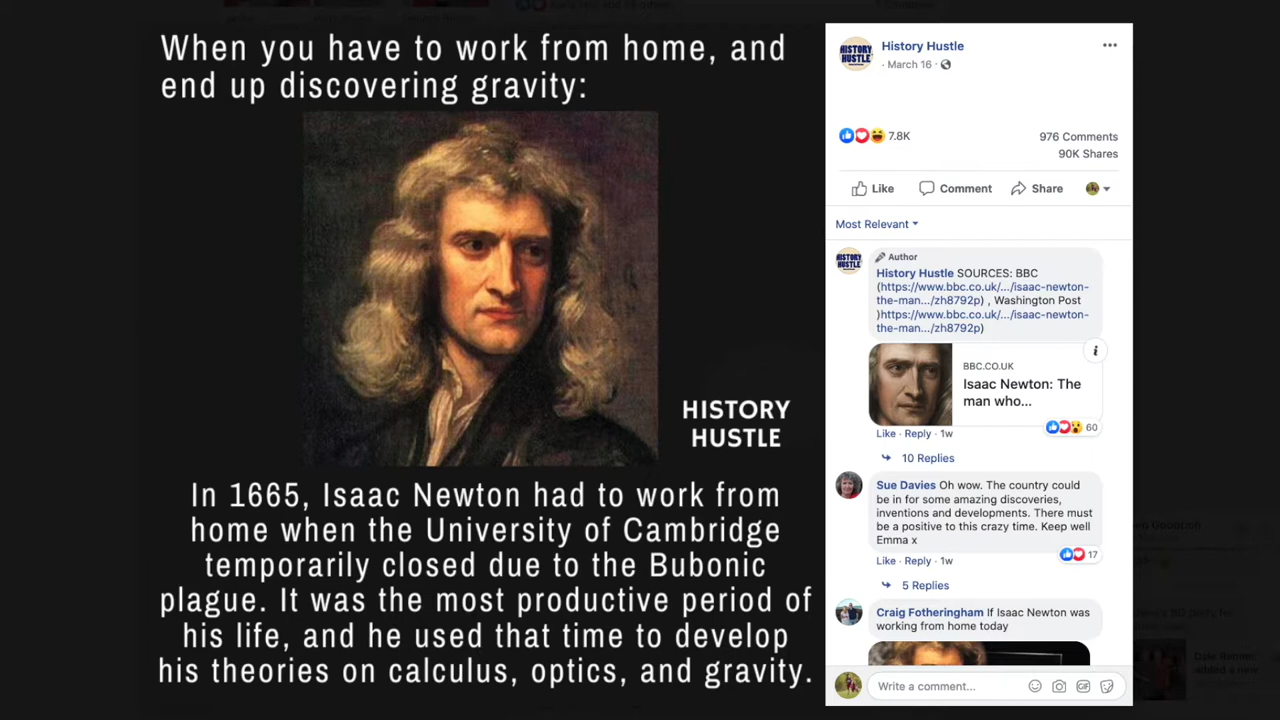 When you have to work from home, and
end up discovering gravity:
HISTORY
HUSTLE
In 1665, Isaac Newton had to work from
home when the University of Cambridge
temporarily closed due to the Bubonic
plague. It was the most productive period of
his life, and he used that time to develop
his theories on calculus, optics, and gravity.
HISTORY
HUSTLE
History Hustle
· March 16 ·
7.8K
976 Comments
90K Shares
Like
Comment
Share
Most Relevant
HISTORY
HUSTLE
Author
History Hustle SOURCES: BBC
(https://www.bbc.co.uk/.../isaac-newton-
the-man.../zh8792p) , Washington Post
)https://www.bbc.co.uk/.../isaac-newton-
the-man.../zh8792p)
BBC.CO.UK
Isaac Newton: The
man who...
60
Like · Reply · 1w
10 Replies
Sue Davies Oh wow. The country could
be in for some amazing discoveries,
inventions and developments. There must
be a positive to this crazy time. Keep well
Emma x
17
Like · Reply · 1w
5 Replies
Craig Fotheringham If Isaac Newton was
working from home today
Write a comment...
GIF